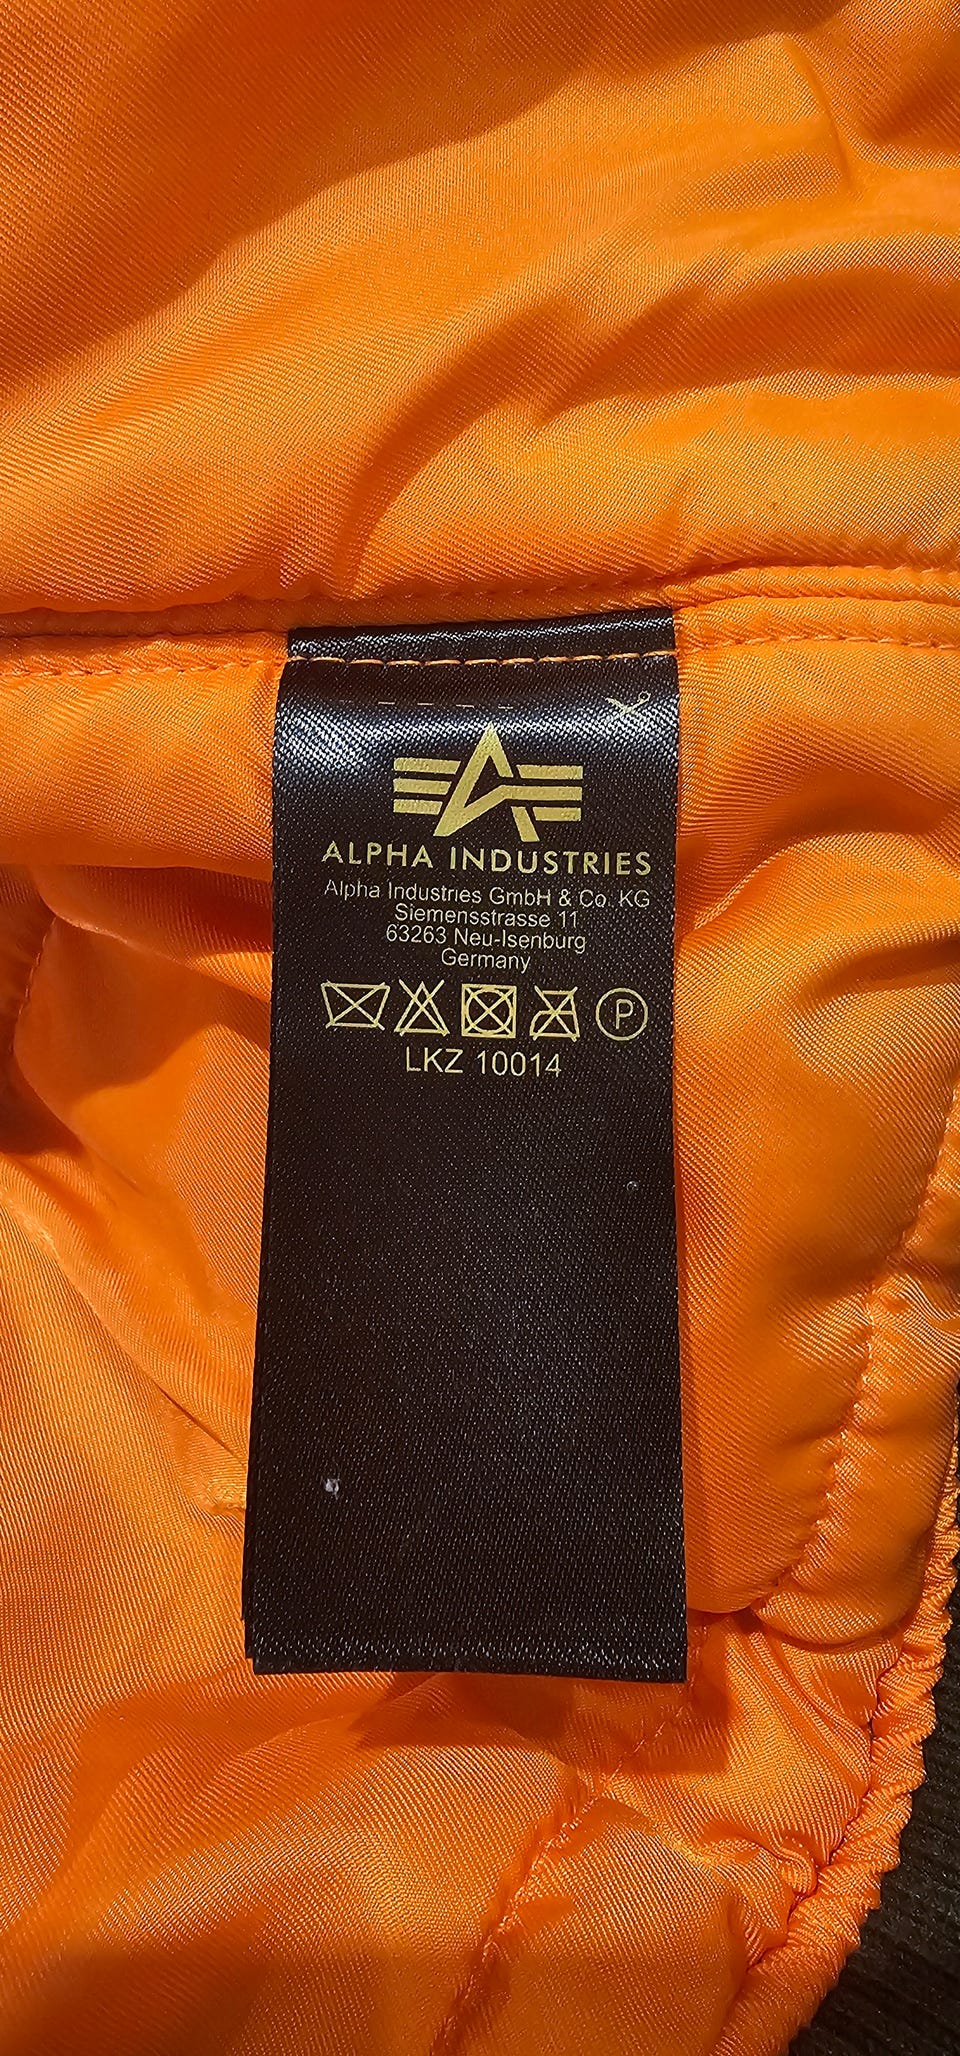 ALPHA INDUSTRIES
Alpha Industries GmbH & Co. KG
Siemensstrasse 11
63263 Neu-Isenburg
Germany
P
LKZ 10014